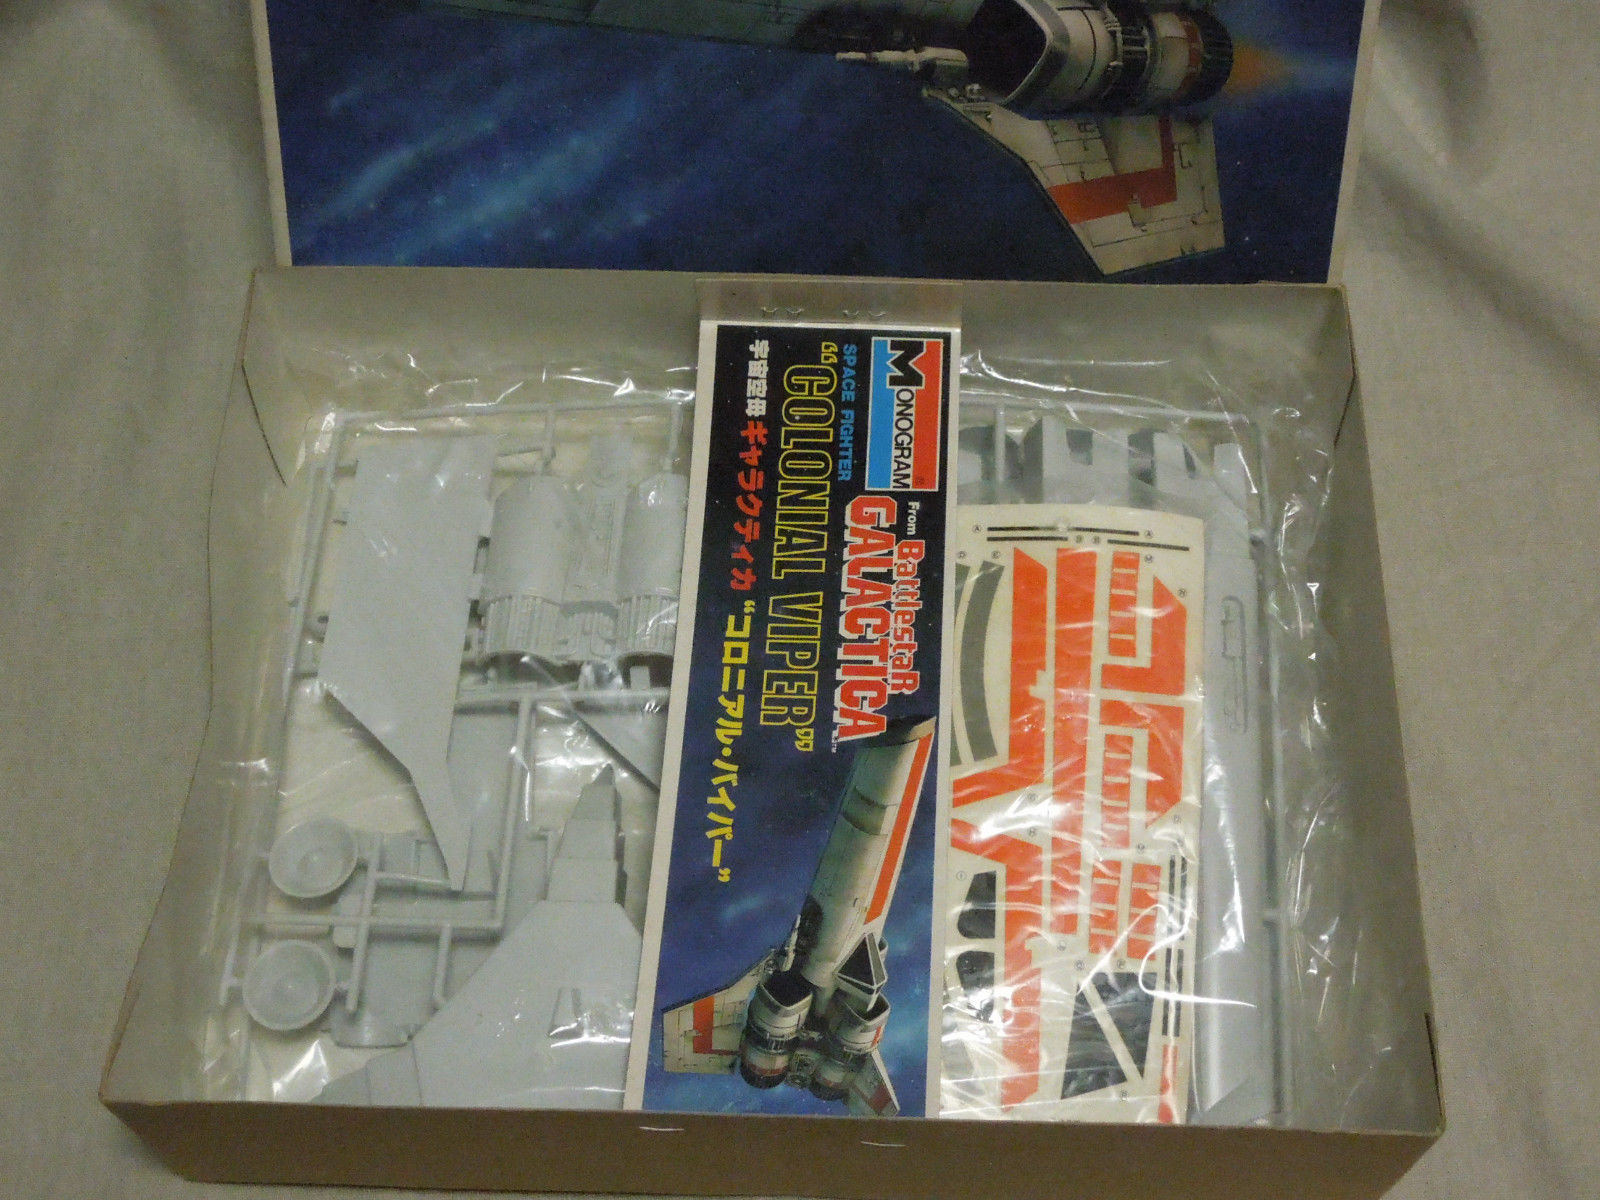 MONOGRAM
From BattlestaR
GALACTICA
SPACE FIGHTER
“COLONIAL VIPER”
宇宙空母 ギャラクティカ “コロニアル・バイパー”